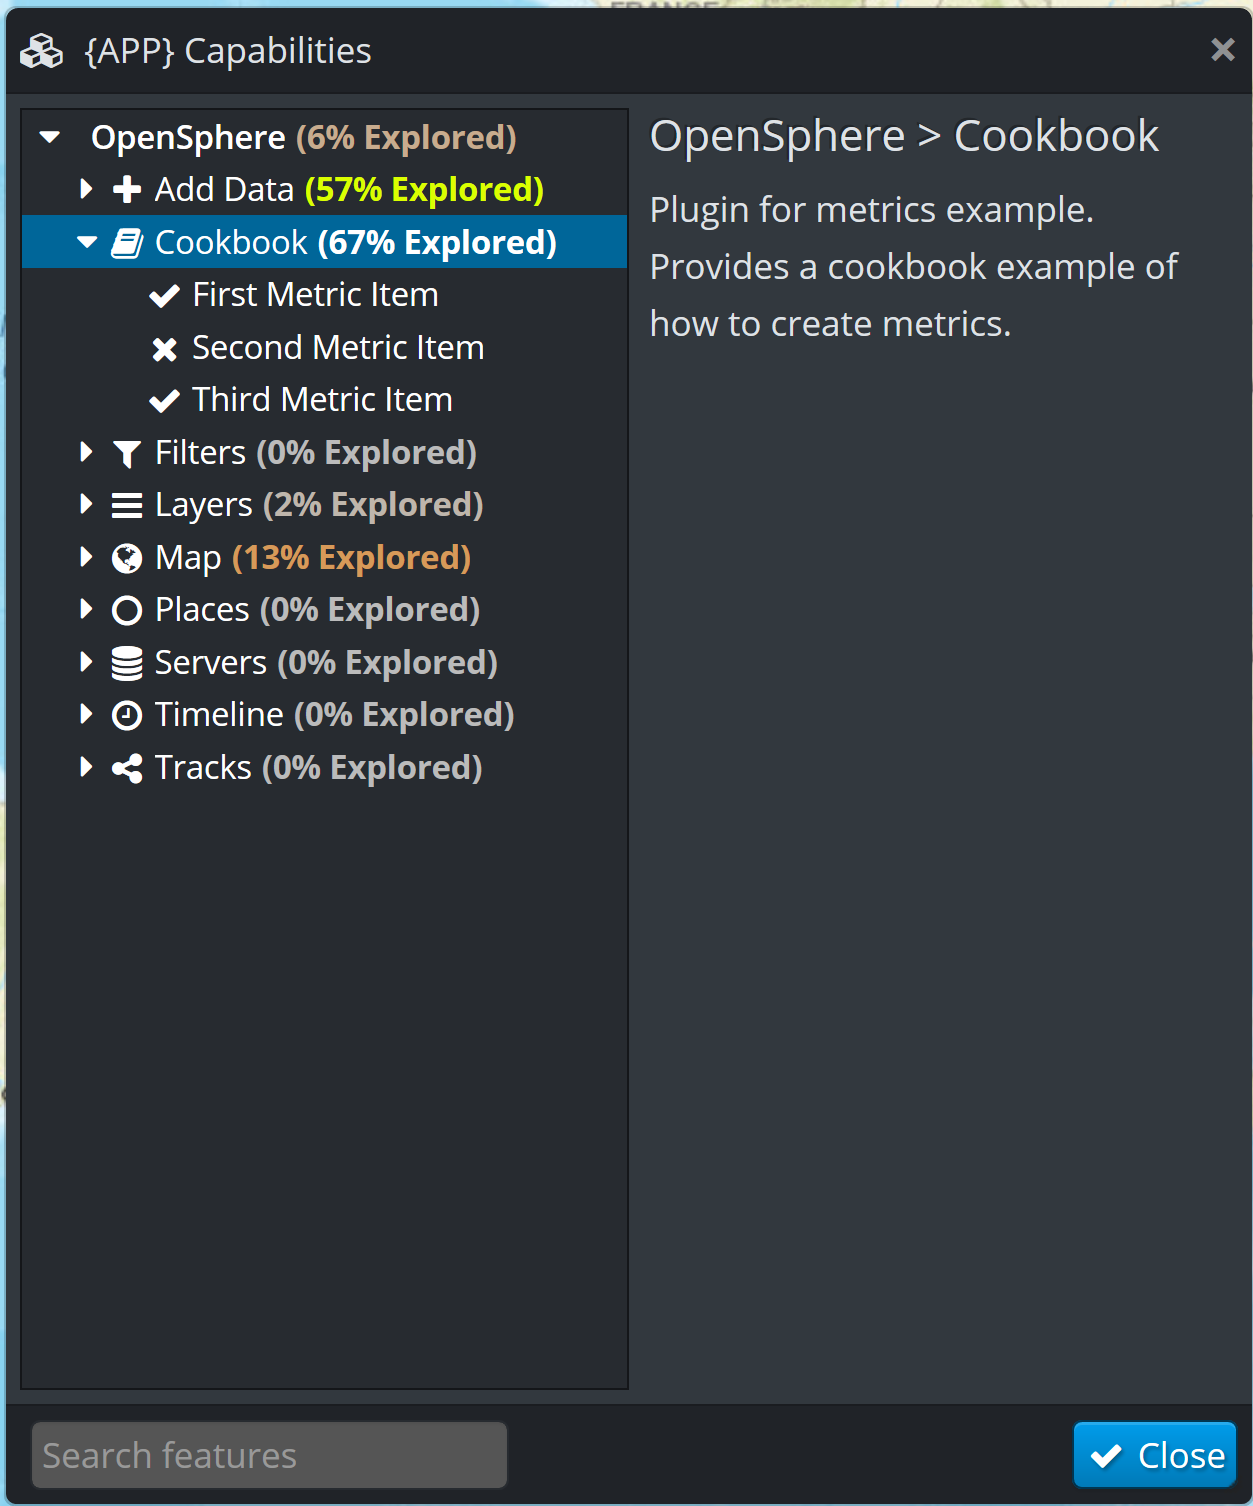 FRANCE
{APP} Capabilities
OpenSphere (6% Explored)
Add Data (57% Explored)
Cookbook (67% Explored)
First Metric Item
Second Metric Item
Third Metric Item
Filters (0% Explored)
Layers (2% Explored)
Map (13% Explored)
Places (0% Explored)
Servers (0% Explored)
Timeline (0% Explored)
Tracks (0% Explored)
OpenSphere > Cookbook
Plugin for metrics example.
Provides a cookbook example of
how to create metrics.
Search features
Close